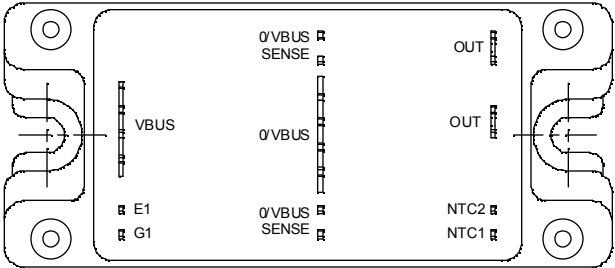 0/VBUS
SENSE
OUT
VBUS
0/VBUS
OUT
E1
G1
0/VBUS
SENSE
NTC2
NTC1